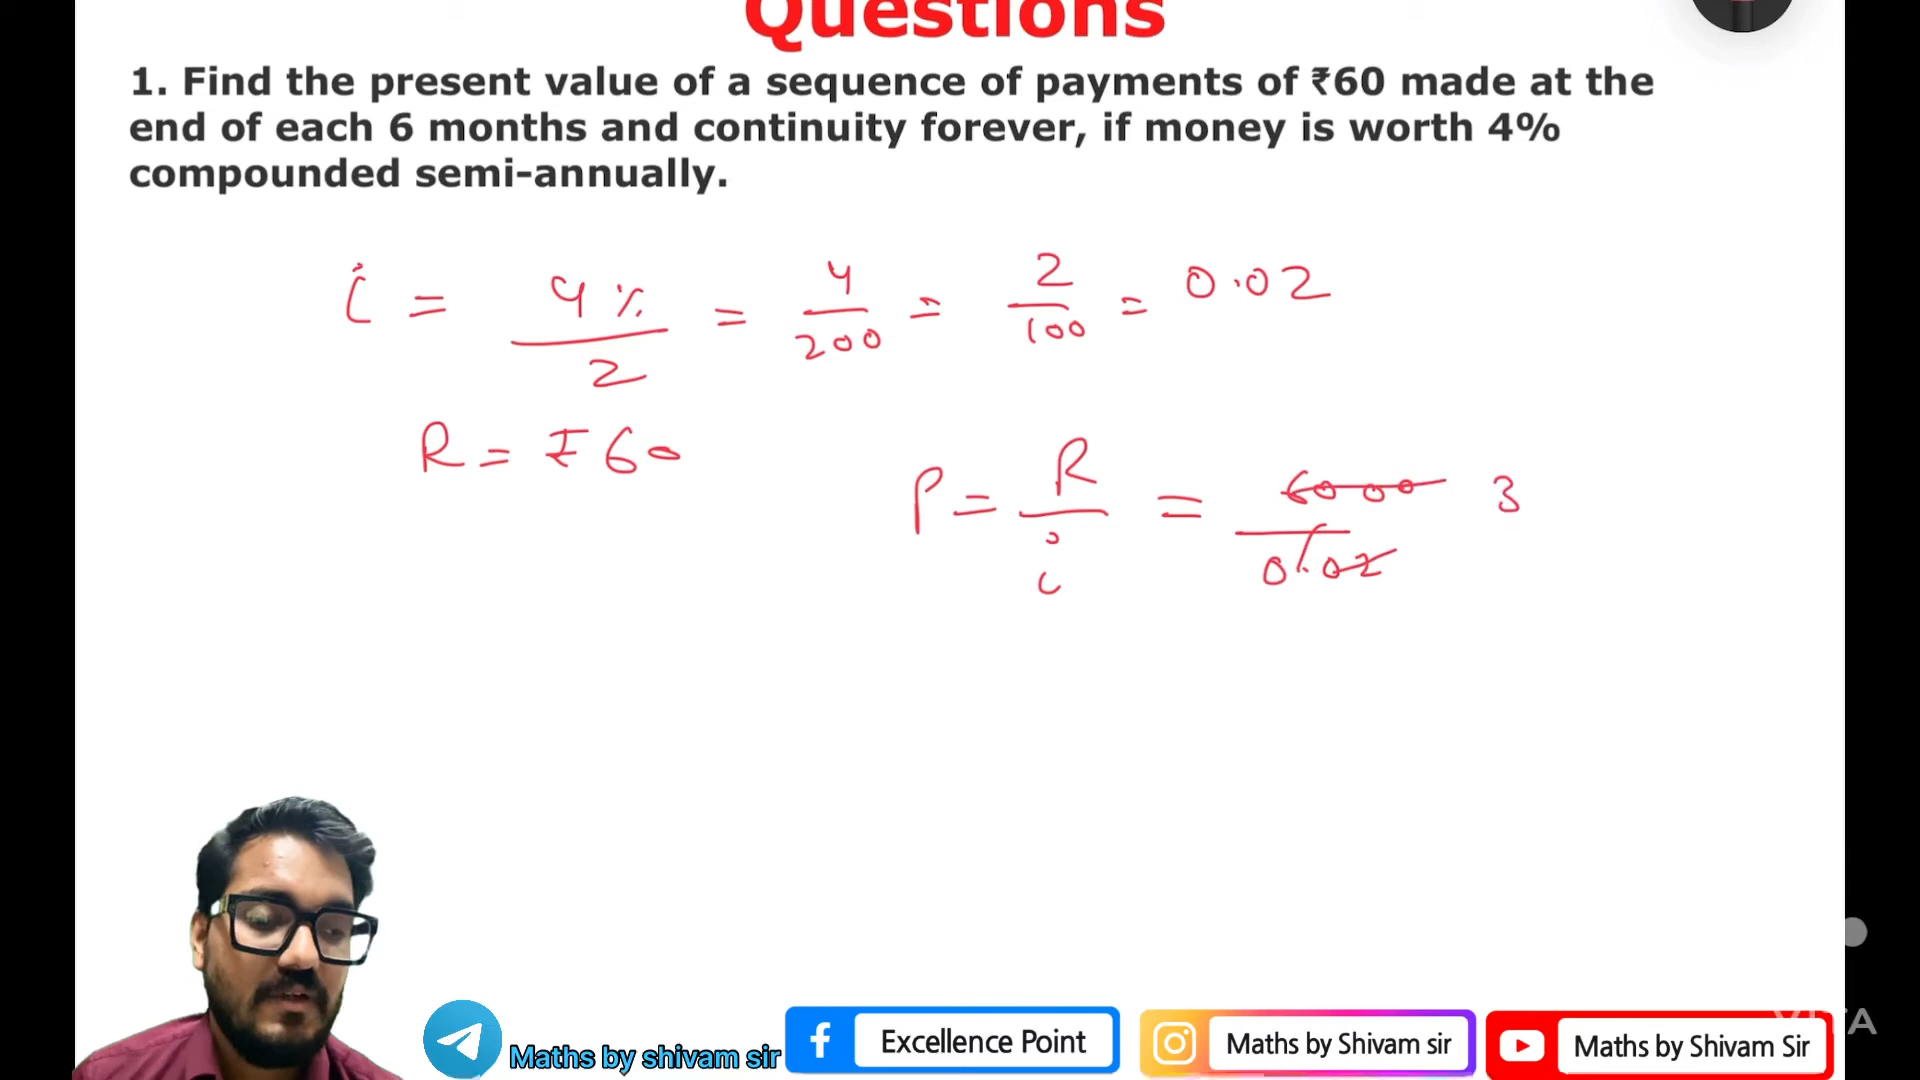 Questions
1. Find the present value of a sequence of payments of ₹60 made at the
end of each 6 months and continuity forever, if money is worth 4%
compounded semi-annually.
i = 4% / 2 = 4 / 200 = 2 / 100 = 0.02
R = ₹60
P = R / i = 6000 / 0.02 3
Maths by shivam sir
Excellence Point
Maths by Shivam sir
Maths by Shivam Sir
VITA